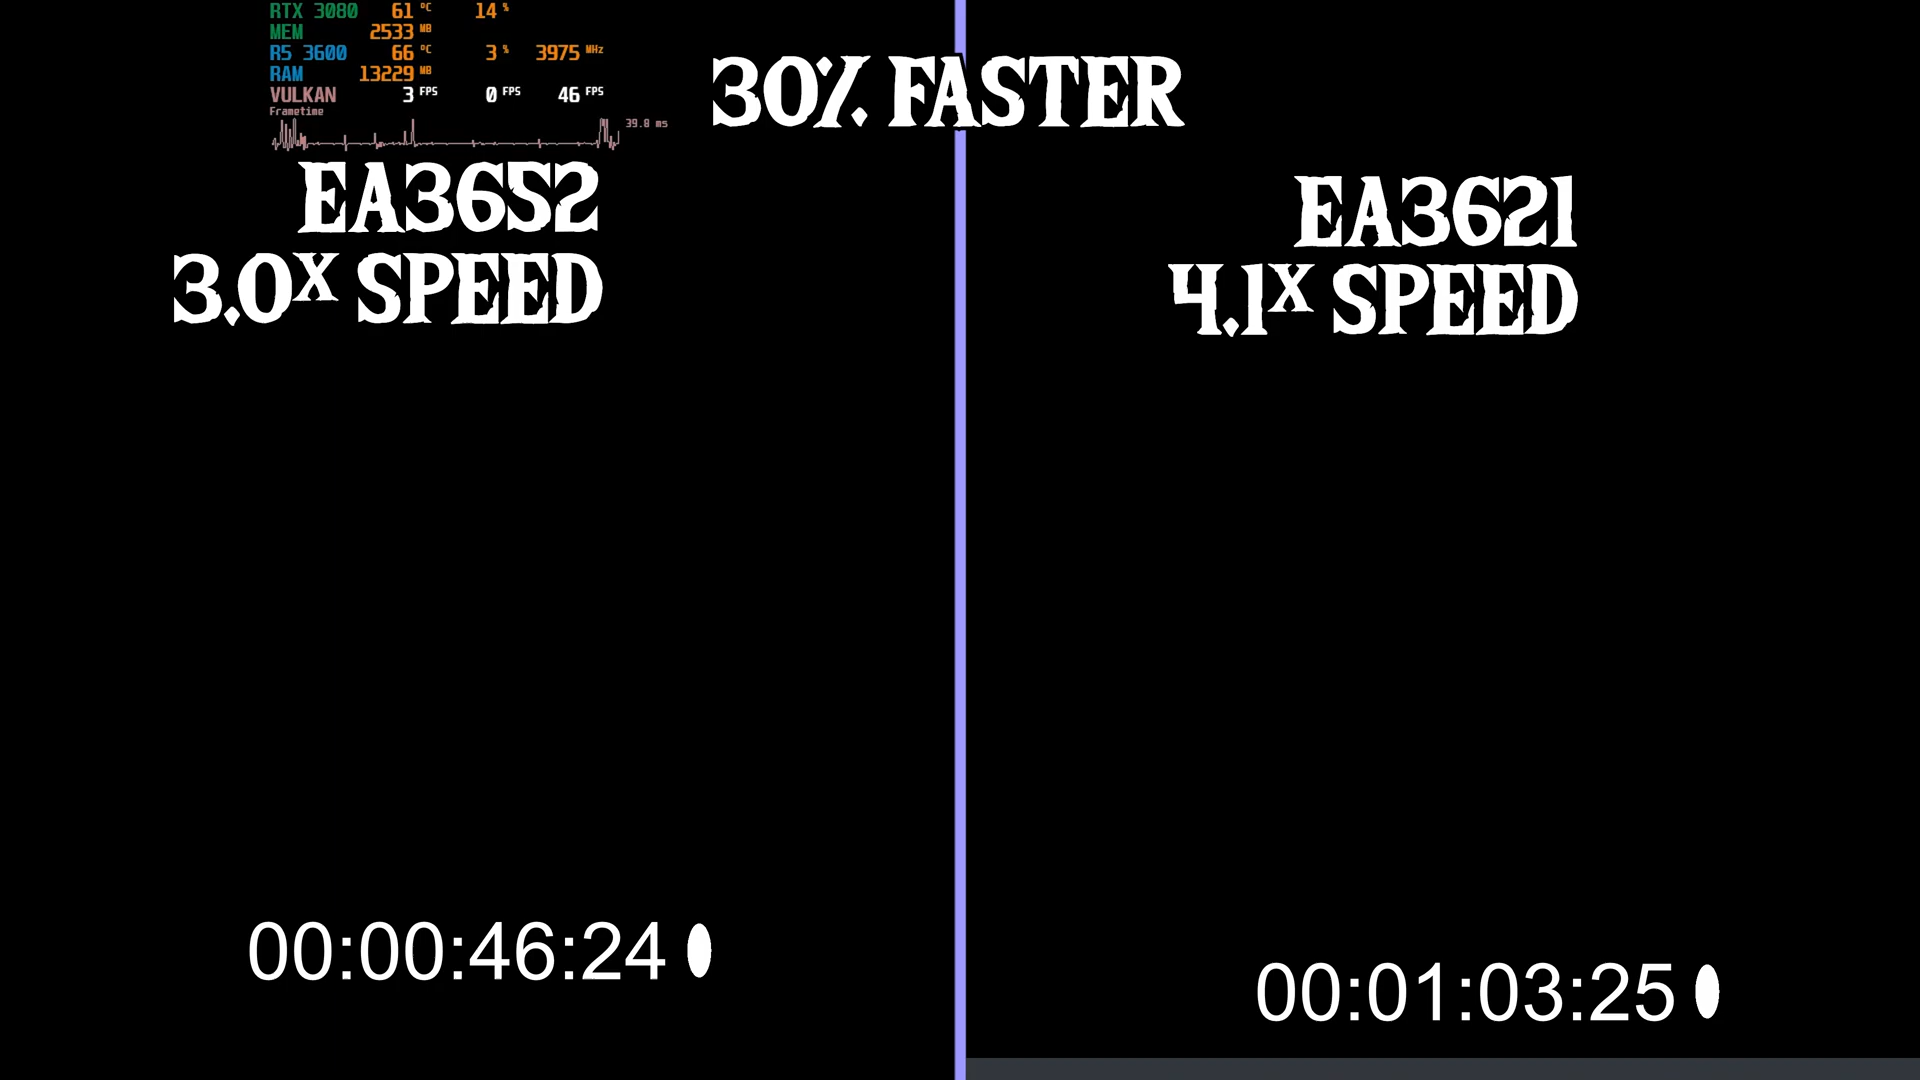 RTX 3080 61 °C 14 %
MEM 2533 MB
R5 3600 66 °C 3 % 3975 MHz
RAM 13229 MB
VULKAN 3 FPS 0 FPS 46 FPS
Frametime
39.8 ms
30% FASTER
EA3652
3.0X SPEED
EA3621
4.1X SPEED
00:00:46:24
00:01:03:25